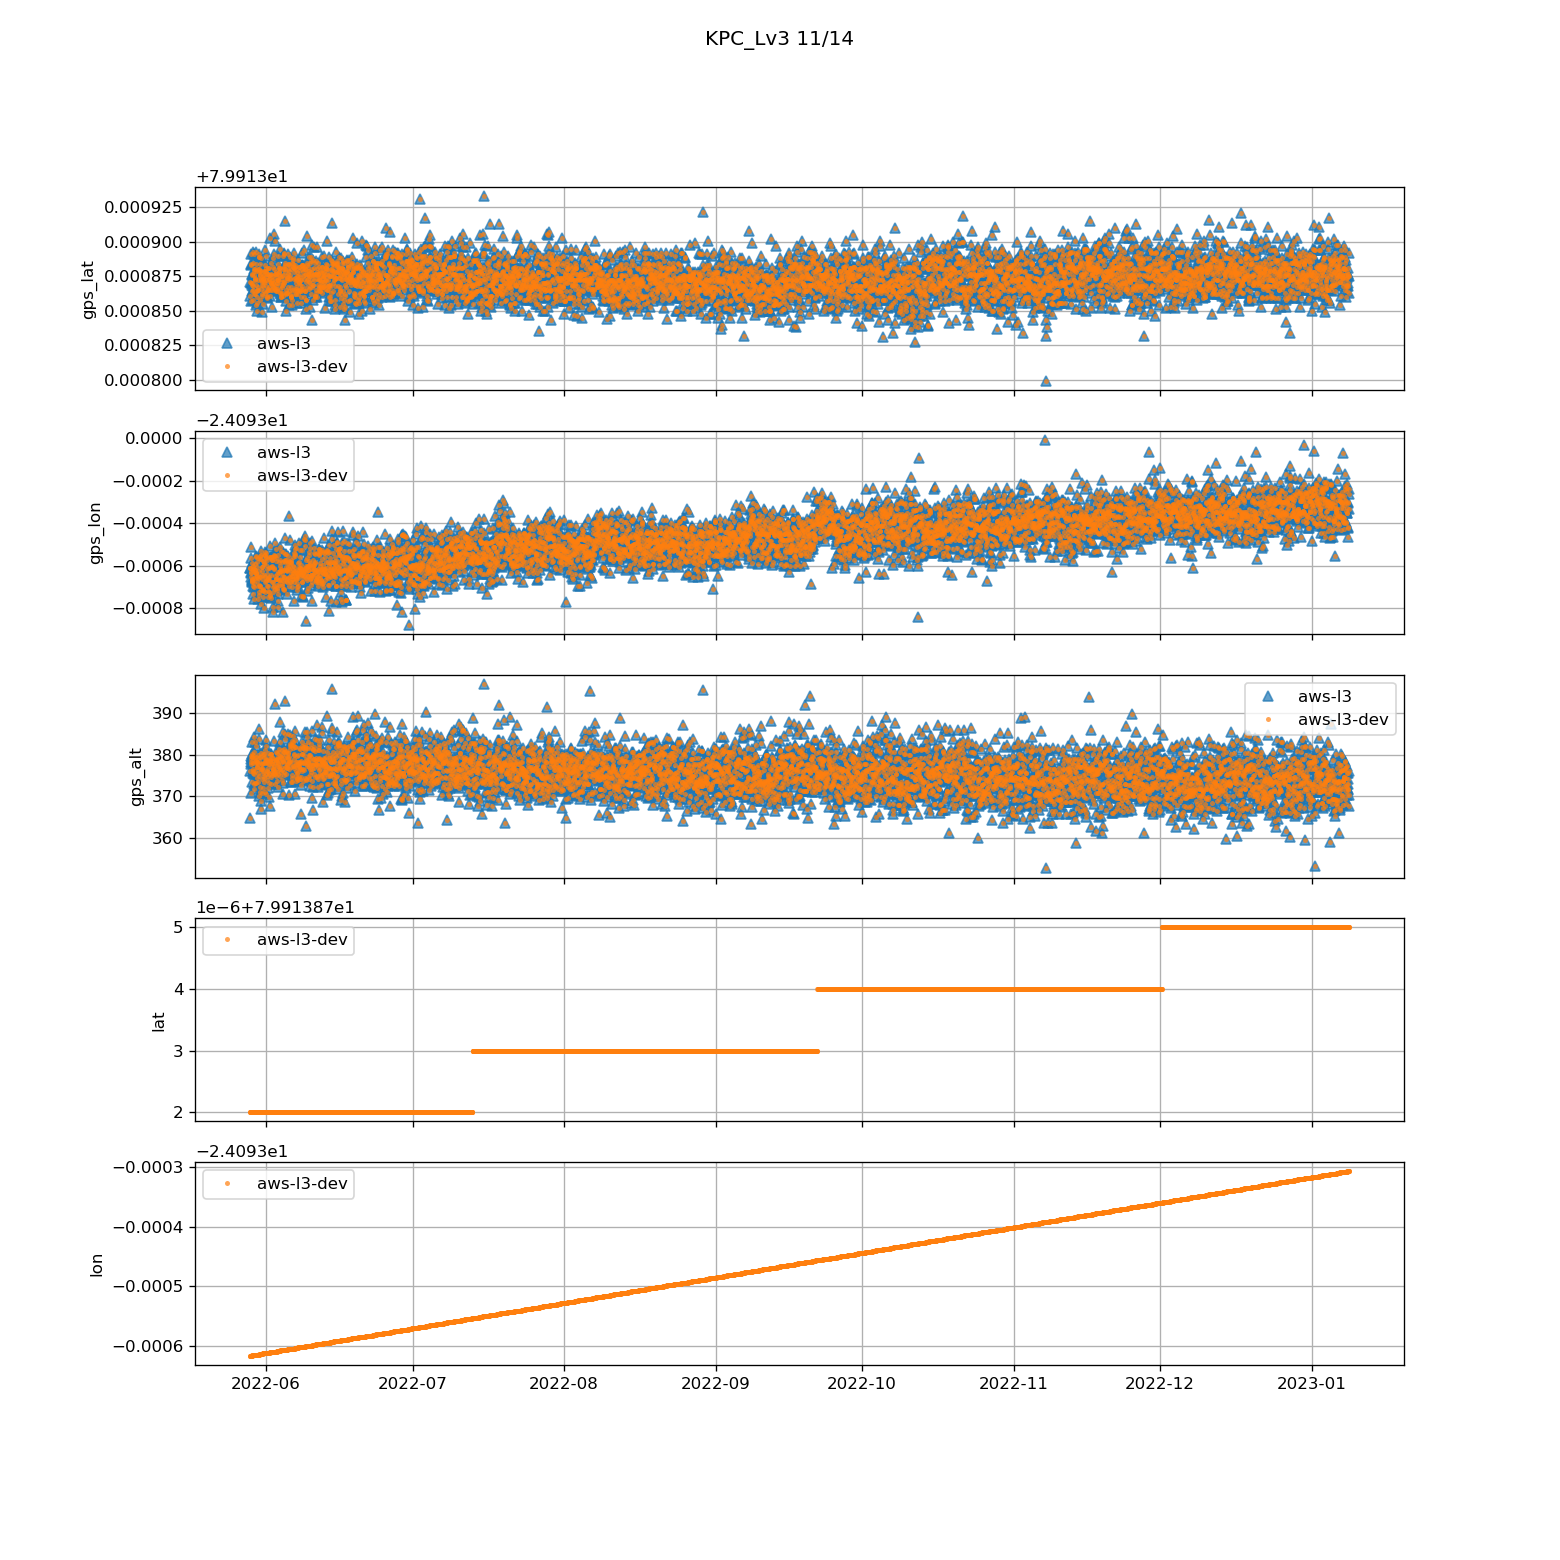 KPC_Lv3 11/14
+7.9913e1
0.000925
0.000900
0.000875
0.000850
0.000825
0.000800
gps_lat
aws-l3
aws-l3-dev
−2.4093e1
0.0000
−0.0002
−0.0004
−0.0006
−0.0008
gps_lon
aws-l3
aws-l3-dev
390
380
370
360
gps_alt
aws-l3
aws-l3-dev
1e−6+7.991387e1
5
4
3
2
lat
aws-l3-dev
−2.4093e1
−0.0003
−0.0004
−0.0005
−0.0006
lon
aws-l3-dev
2022-06 2022-07 2022-08 2022-09 2022-10 2022-11 2022-12 2023-01